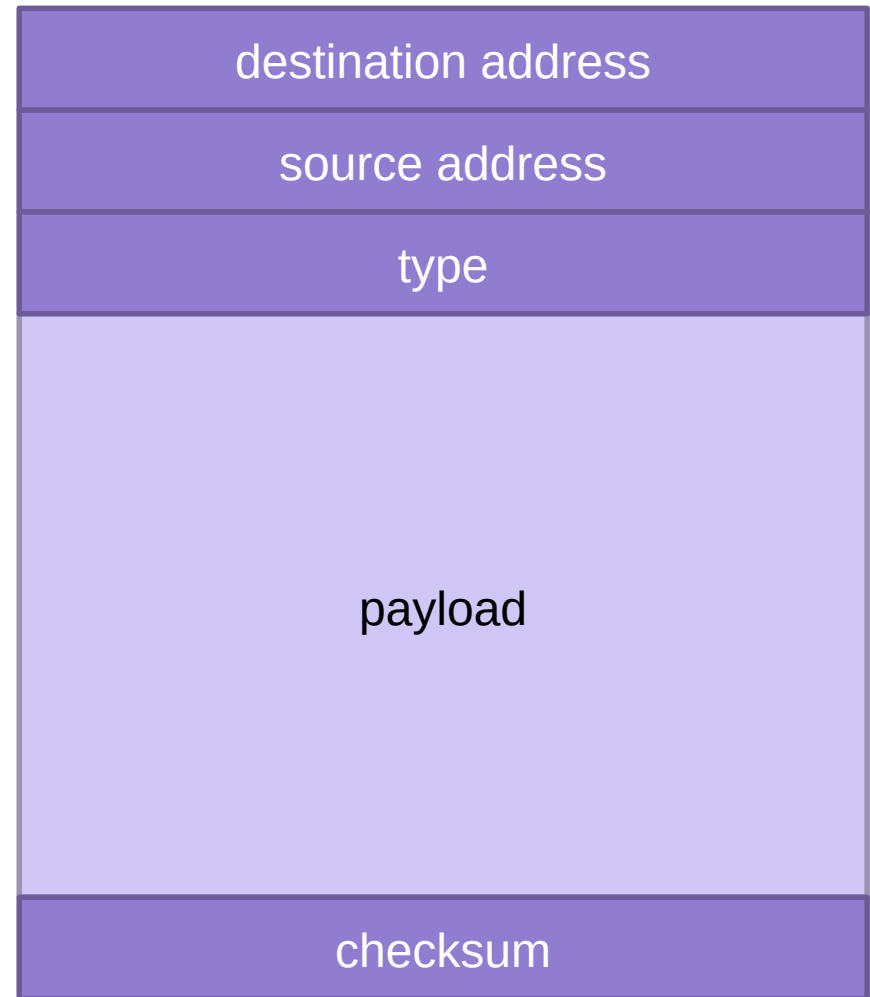 destination address
source address
type
payload
checksum